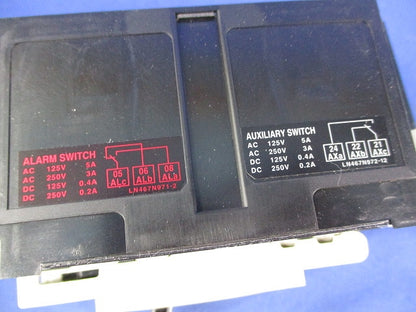 ALARM SWITCH
AC 125V 5A
AC 250V 3A
DC 125V 0.4A
DC 250V 0.2A
05 06 08
ALc ALb ALa
LN467N971-2
AUXILIARY SWITCH
AC 125V 5A
AC 250V 3A
DC 125V 0.4A
DC 250V 0.2A
24 22 21
AXa AXb AXc
LN467N972-12